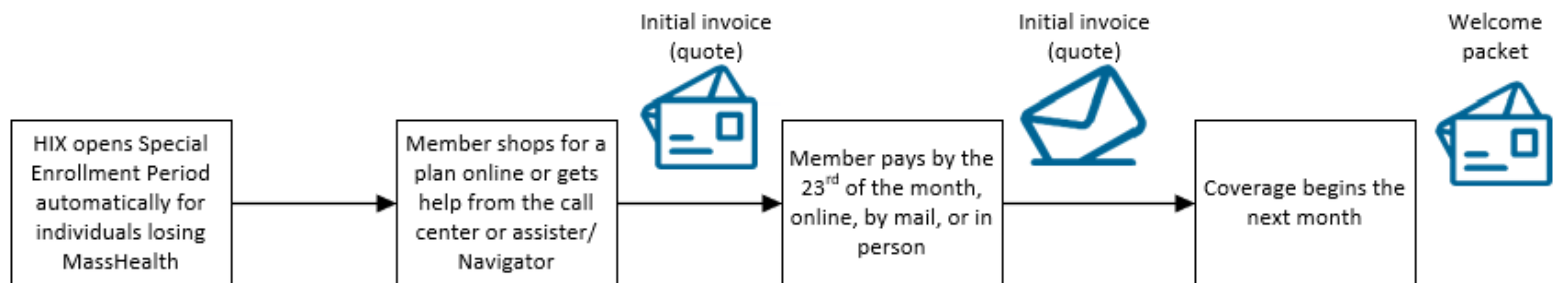 Initial invoice
(quote)
Initial invoice
(quote)
Welcome
packet
HIX opens Special
Enrollment Period
automatically for
individuals losing
MassHealth
Member shops for a
plan online or gets
help from the call
center or assister/
Navigator
Member pays by the
23rd of the month,
online, by mail, or in
person
Coverage begins the
next month